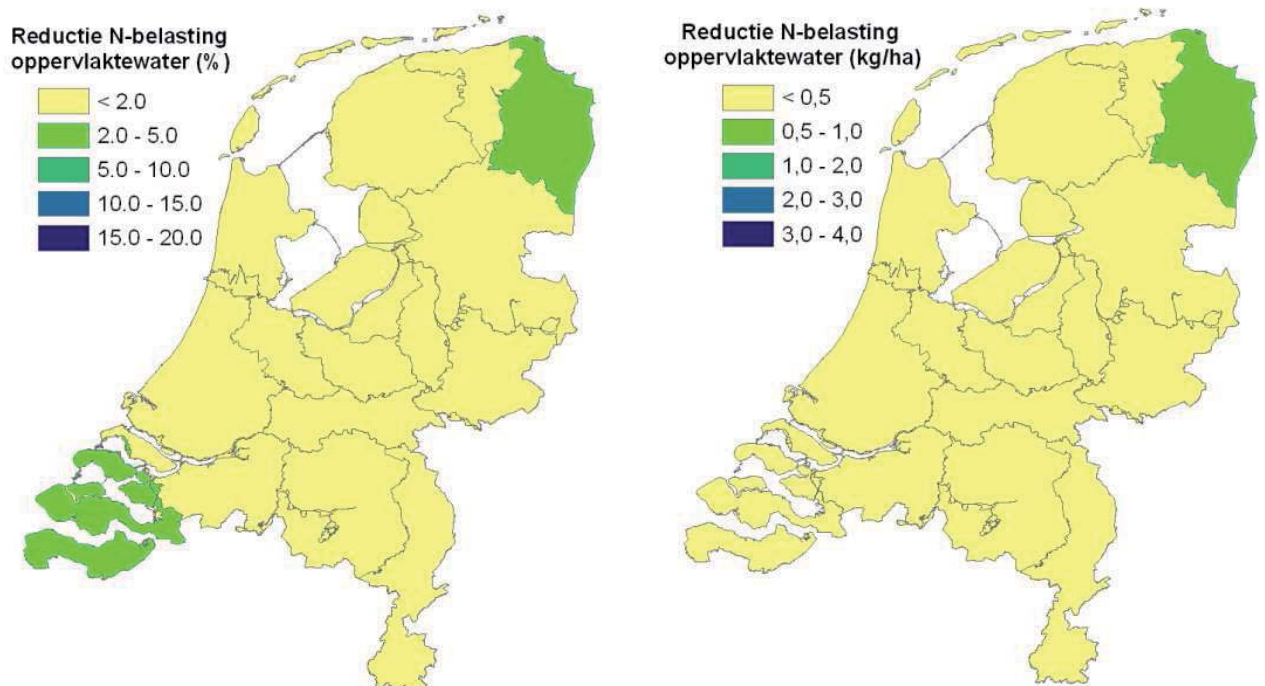 Reductie N-belasting
oppervlaktewater (%)
< 2.0
2.0 - 5.0
5.0 - 10.0
10.0 - 15.0
15.0 - 20.0
Reductie N-belasting
oppervlaktewater (kg/ha)
< 0,5
0,5 - 1,0
1,0 - 2,0
2,0 - 3,0
3,0 - 4,0